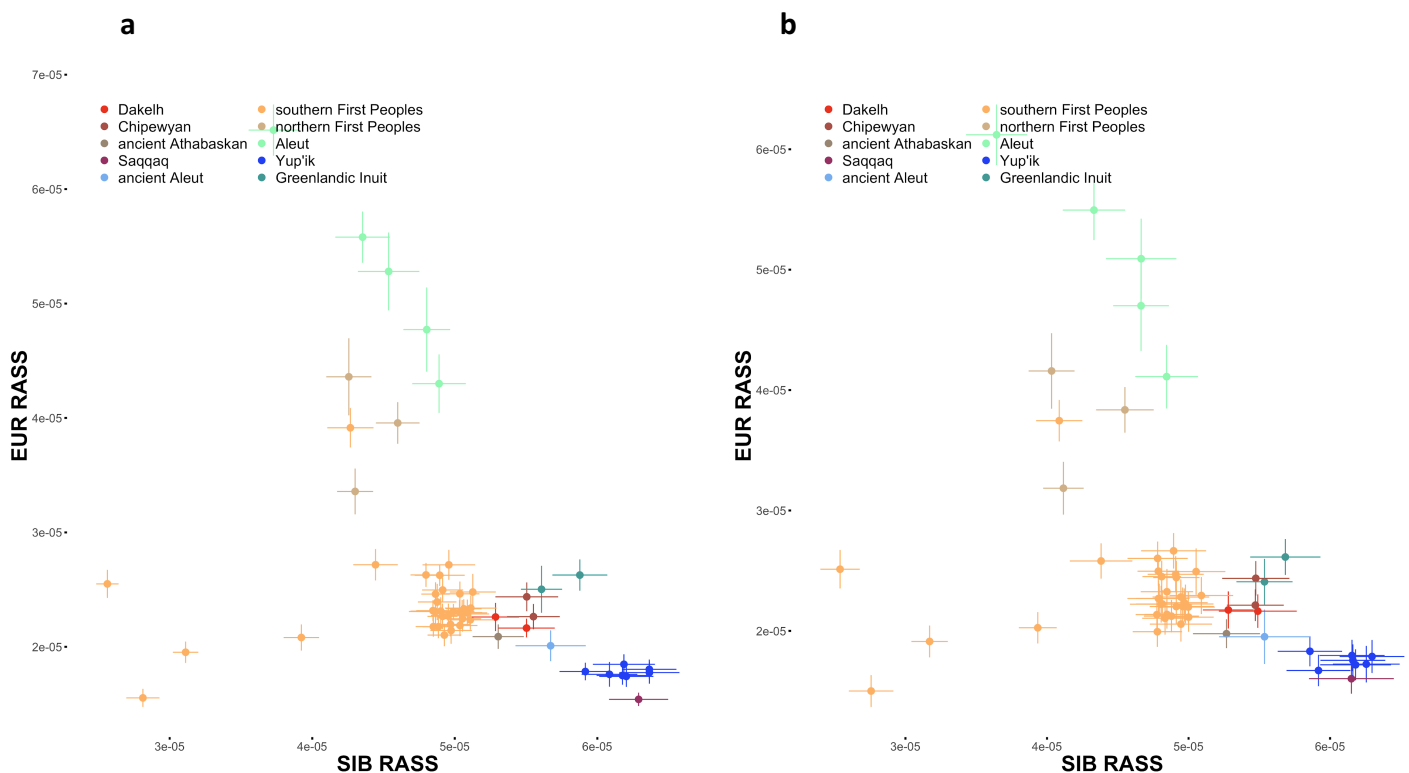 a
7e-05
6e-05
5e-05
4e-05
3e-05
2e-05
EUR RASS
Dakelh
Chipewyan
ancient Athabaskan
Saqqaq
ancient Aleut
southern First Peoples
northern First Peoples
Aleut
Yup'ik
Greenlandic Inuit
3e-05
4e-05
5e-05
6e-05
SIB RASS
b
6e-05
5e-05
4e-05
3e-05
2e-05
EUR RASS
Dakelh
Chipewyan
ancient Athabaskan
Saqqaq
ancient Aleut
southern First Peoples
northern First Peoples
Aleut
Yup'ik
Greenlandic Inuit
3e-05
4e-05
5e-05
6e-05
SIB RASS